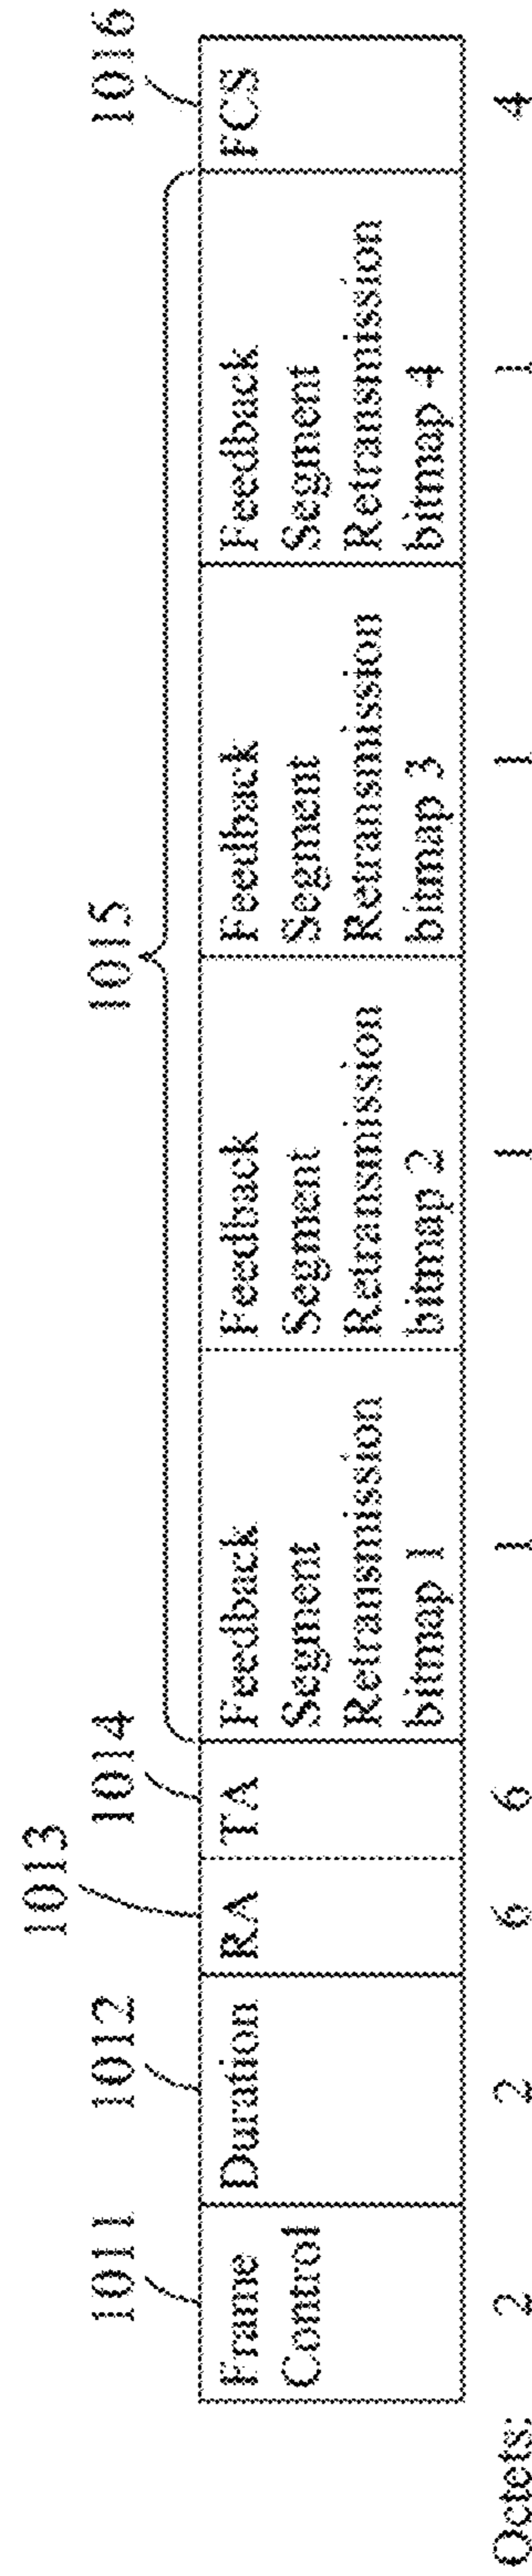 1011
1012
1013
1014
1015
1016
Frame
Control
Duration
RA
TA
Feedback
Segment
Retransmission
bitmap 1
Feedback
Segment
Retransmission
bitmap 2
Feedback
Segment
Retransmission
bitmap 3
Feedback
Segment
Retransmission
bitmap 4
FCS
Octets: 2 2 6 6 1 1 1 1 4